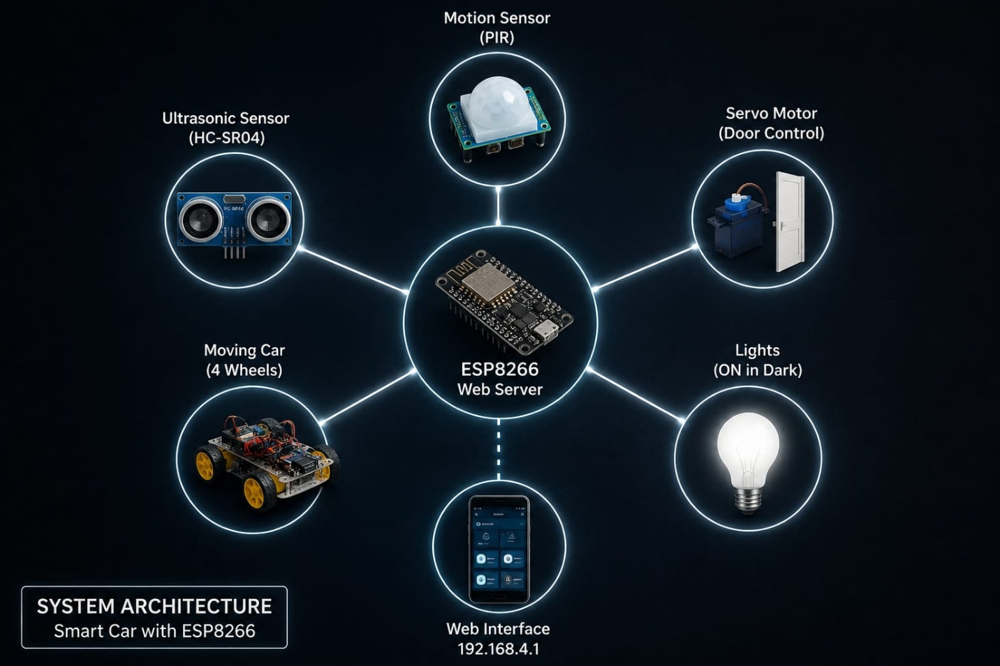 Motion Sensor
(PIR)
Ultrasonic Sensor
(HC-SR04)
Servo Motor
(Door Control)
Moving Car
(4 Wheels)
Lights
(ON in Dark)
ESP8266
Web Server
Web Interface
192.168.4.1
SYSTEM ARCHITECTURE
Smart Car with ESP8266